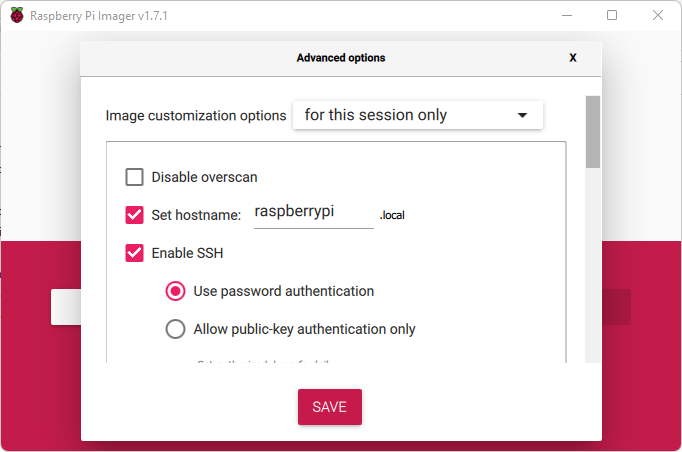 Raspberry Pi Imager v1.7.1
Advanced options X
Image customization options for this session only
Disable overscan
Set hostname: raspberrypi .local
Enable SSH
Use password authentication
Allow public-key authentication only
SAVE